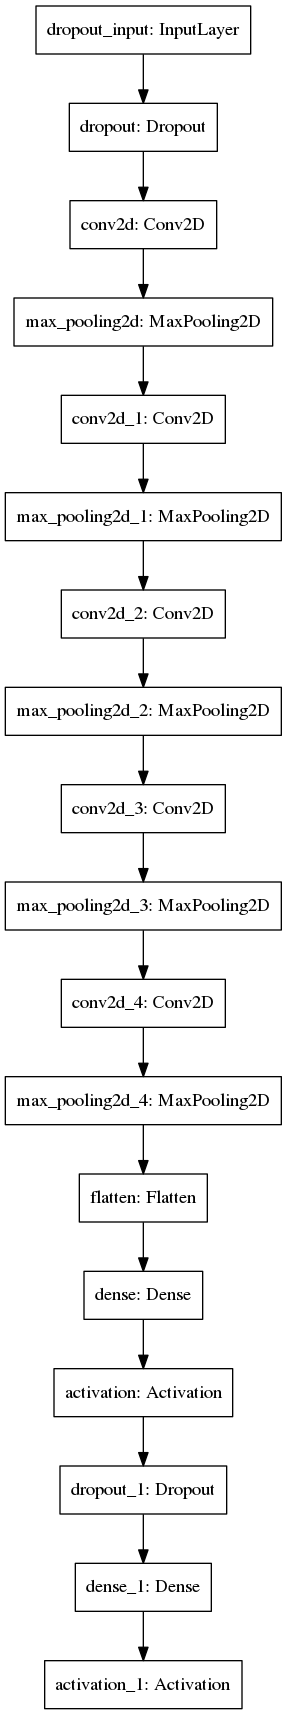 dropout_input: InputLayer
dropout: Dropout
conv2d: Conv2D
max_pooling2d: MaxPooling2D
conv2d_1: Conv2D
max_pooling2d_1: MaxPooling2D
conv2d_2: Conv2D
max_pooling2d_2: MaxPooling2D
conv2d_3: Conv2D
max_pooling2d_3: MaxPooling2D
conv2d_4: Conv2D
max_pooling2d_4: MaxPooling2D
flatten: Flatten
dense: Dense
activation: Activation
dropout_1: Dropout
dense_1: Dense
activation_1: Activation